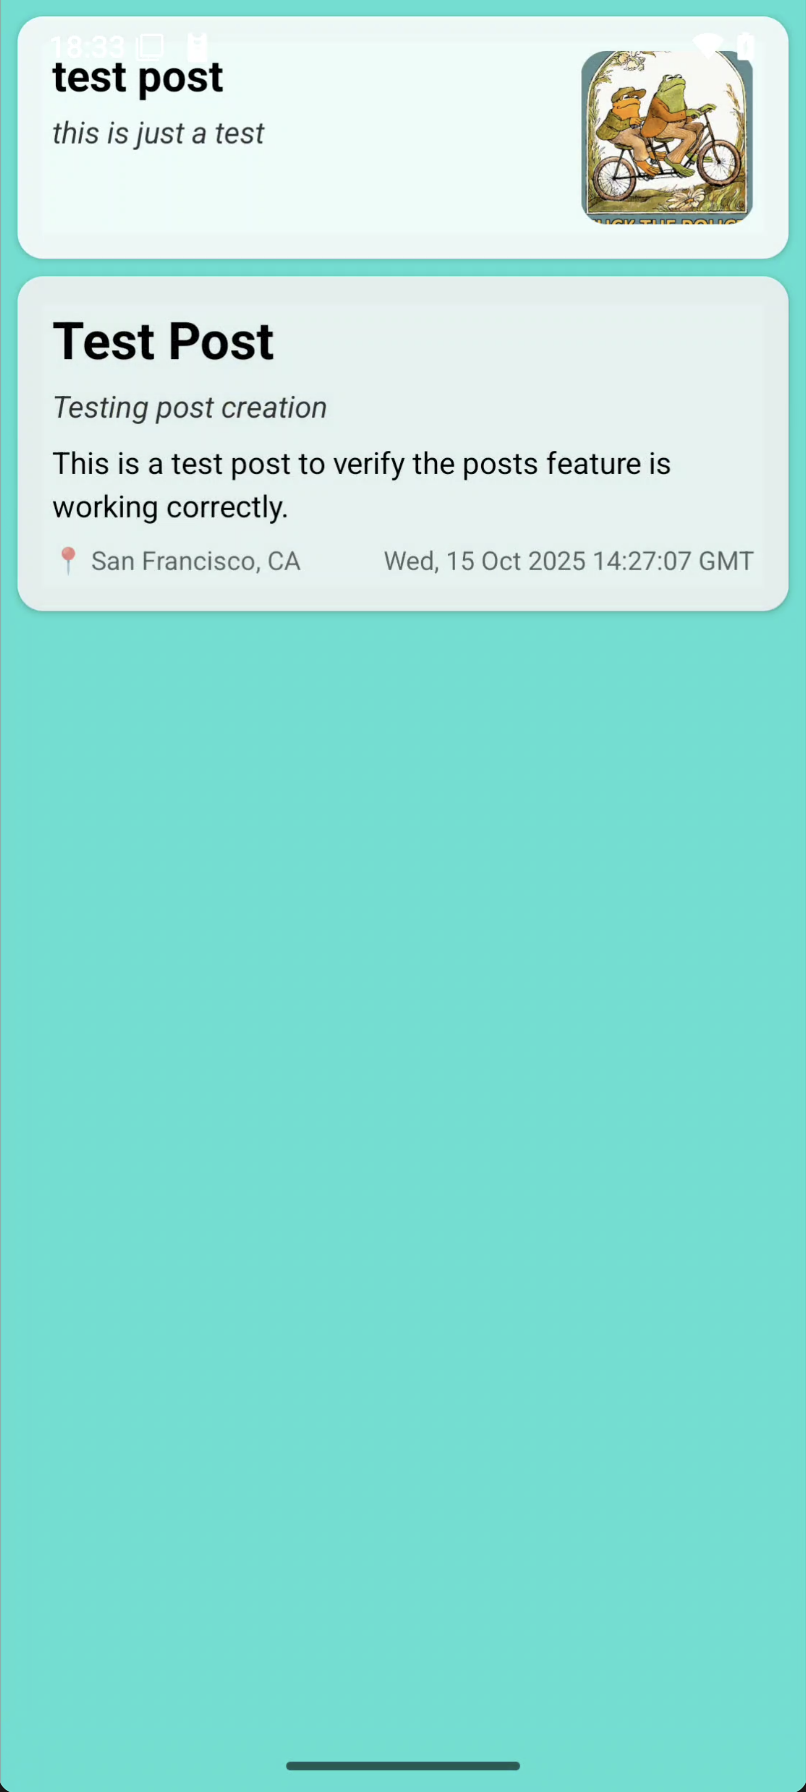 18:33
test post
this is just a test
Test Post
Testing post creation
This is a test post to verify the posts feature is
working correctly.
San Francisco, CA
Wed, 15 Oct 2025 14:27:07 GMT